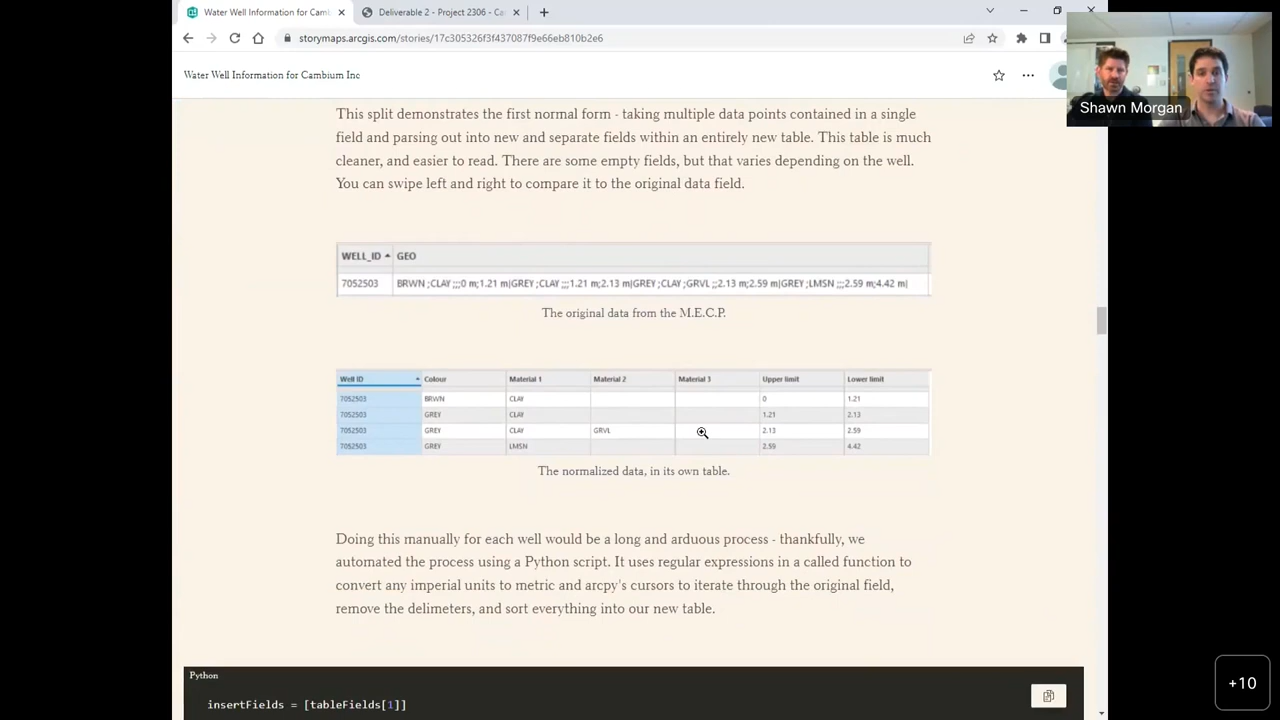 Water Well Information for Cambi
Deliverable 2 - Project 2306 - Ca
storymaps.arcgis.com/stories/17c305326f3f437087f9e66eb810b2e6
Water Well Information for Cambium Inc
Shawn Morgan
This split demonstrates the first normal form - taking multiple data points contained in a single
field and parsing out into new and separate fields within an entirely new table. This table is much
cleaner, and easier to read. There are some empty fields, but that varies depending on the well.
You can swipe left and right to compare it to the original data field.
WELL_ID GEO
7052503 BRWN ;CLAY ;;;0 m;1.21 m|GREY ;CLAY ;;;1.21 m;2.13 m|GREY ;CLAY ;GRVL ;;2.13 m;2.59 m|GREY ;LMSN ;;;2.59 m;4.42 m|
The original data from the M.E.C.P.
Well ID Colour Material 1 Material 2 Material 3 Upper limit Lower limit
7052503 BRWN CLAY 0 1.21
7052503 GREY CLAY 1.21 2.13
7052503 GREY CLAY GRVL 2.13 2.59
7052503 GREY LMSN 2.59 4.42
The normalized data, in its own table.
Doing this manually for each well would be a long and arduous process - thankfully, we
automated the process using a Python script. It uses regular expressions in a called function to
convert any imperial units to metric and arcpy's cursors to iterate through the original field,
remove the delimeters, and sort everything into our new table.
Python
insertFields = [tableFields[1]]
+10